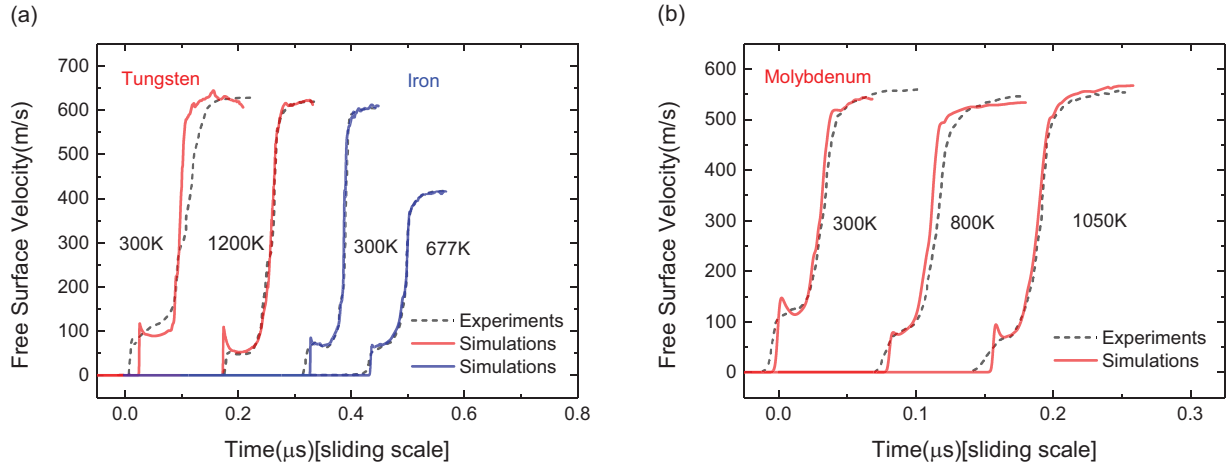 (a)
Free Surface Velocity(m/s)
700
600
500
400
300
200
100
0
Tungsten
Iron
300K
1200K
300K
677K
Experiments
Simulations
Simulations
0.0
0.2
0.4
0.6
0.8
Time(μs)[sliding scale]
(b)
Free Surface Velocity(m/s)
600
500
400
300
200
100
0
Molybdenum
300K
800K
1050K
Experiments
Simulations
0.0
0.1
0.2
0.3
Time(μs)[sliding scale]